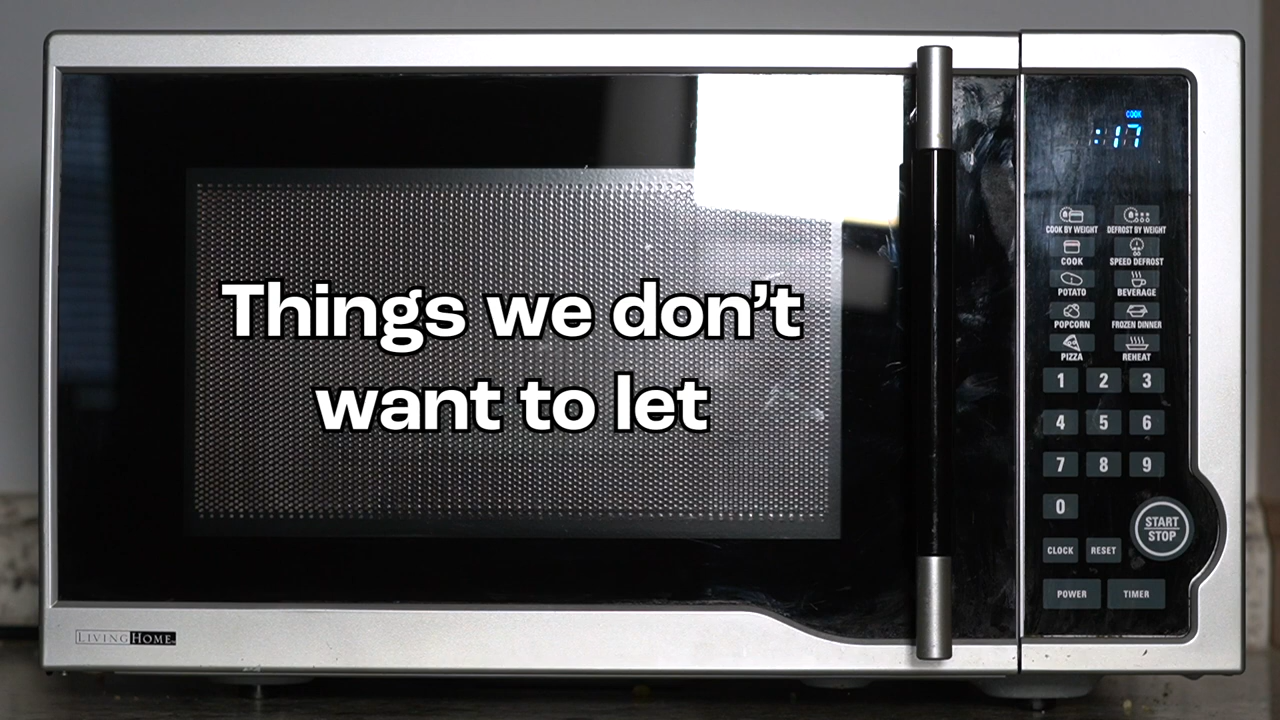 Things we don't
want to let
COOK
:17
COOK BY WEIGHT
DEFROST BY WEIGHT
COOK
SPEED DEFROST
POTATO
BEVERAGE
POPCORN
FROZEN DINNER
PIZZA
REHEAT
1 2 3
4 5 6
7 8 9
0
START
STOP
CLOCK RESET
POWER TIMER
LIVINGHOME